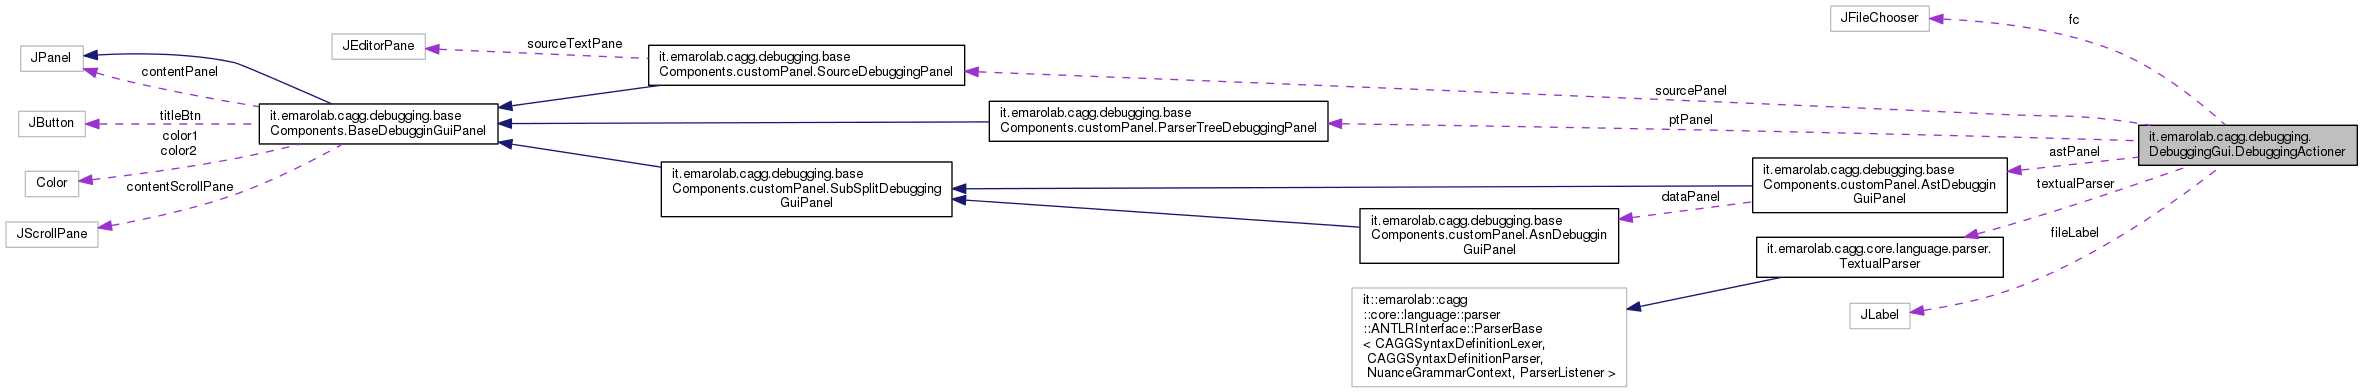 JFileChooser
fc
JEditorPane
sourceTextPane
it.emarolab.cagg.debugging.base
Components.customPanel.SourceDebuggingPanel
JPanel
contentPanel
sourcePanel
JButton
titleBtn
it.emarolab.cagg.debugging.base
Components.BaseDebugginGuiPanel
color1
color2
it.emarolab.cagg.debugging.base
Components.customPanel.ParserTreeDebuggingPanel
ptPanel
it.emarolab.cagg.debugging.
DebuggingGui.DebuggingActioner
Color
contentScrollPane
JScrollPane
it.emarolab.cagg.debugging.base
Components.customPanel.SubSplitDebugging
GuiPanel
it.emarolab.cagg.debugging.base
Components.customPanel.AstDebuggin
GuiPanel
astPanel
dataPanel
textualParser
it.emarolab.cagg.debugging.base
Components.customPanel.AsnDebuggin
GuiPanel
it.emarolab.cagg.core.language.parser.
TextualParser
fileLabel
it::emarolab::cagg
::core::language::parser
::ANTLRInterface::ParserBase
< CAGGSyntaxDefinitionLexer,
CAGGSyntaxDefinitionParser,
NuanceGrammarContext, ParserListener >
JLabel